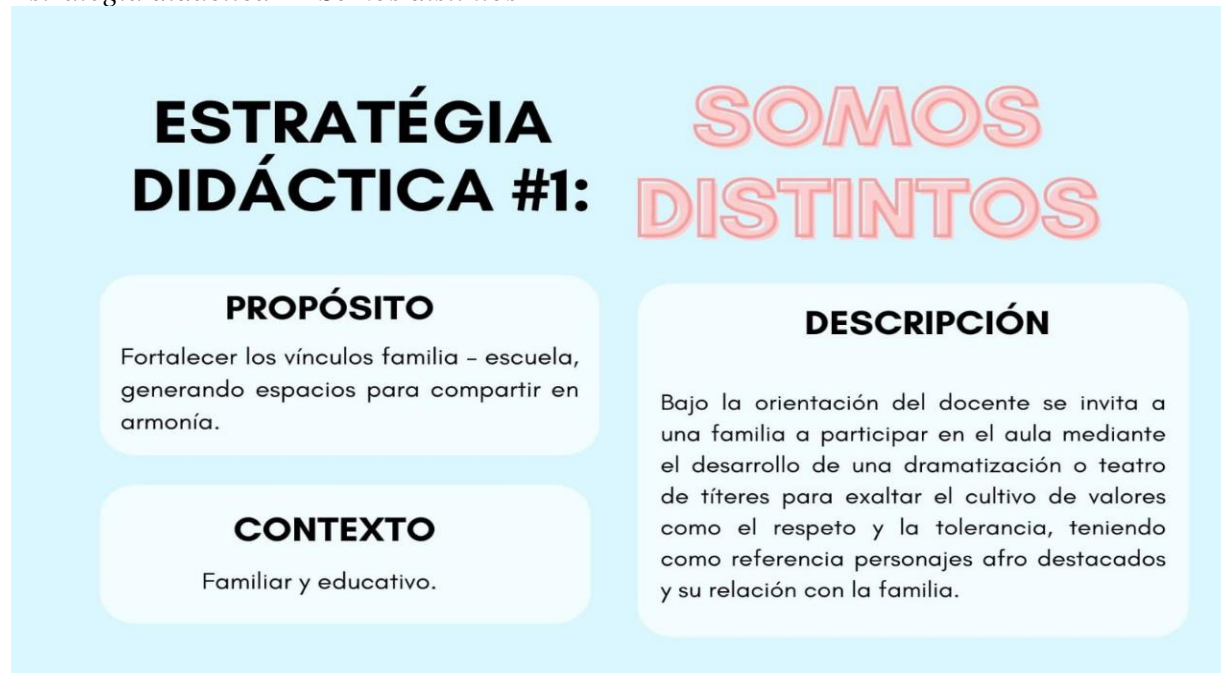 ESTRATÉGIA
DIDÁCTICA #1:
SOMOS
DISTINTOS
PROPÓSITO
Fortalecer los vínculos familia – escuela,
generando espacios para compartir en
armonía.
CONTEXTO
Familiar y educativo.
DESCRIPCIÓN
Bajo la orientación del docente se invita a
una familia a participar en el aula mediante
el desarrollo de una dramatización o teatro
de títeres para exaltar el cultivo de valores
como el respeto y la tolerancia, teniendo
como referencia personajes afro destacados
y su relación con la familia.